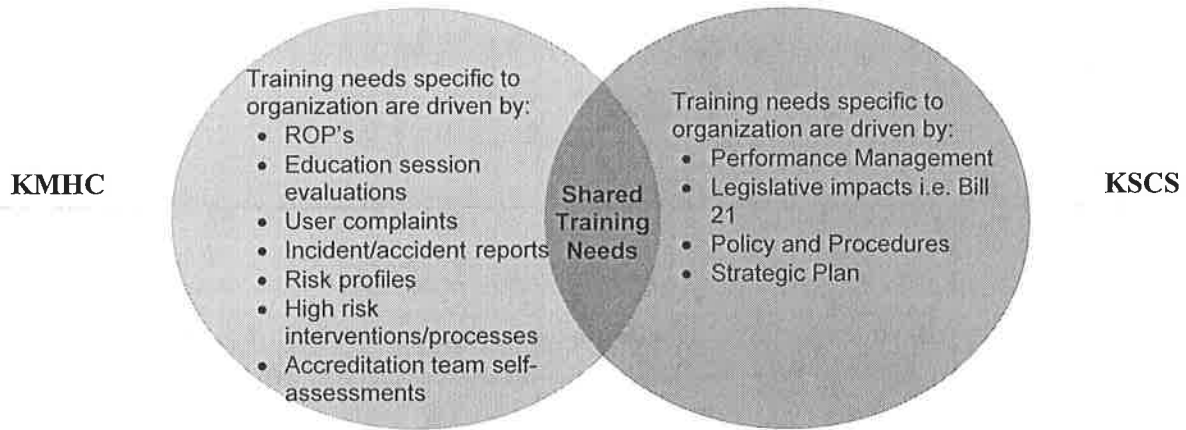 KMHC
Training needs specific to
organization are driven by:
• ROP's
• Education session
evaluations
• User complaints
• Incident/accident reports
• Risk profiles
• High risk
interventions/processes
• Accreditation team self-
assessments
Shared
Training
Needs
Training needs specific to
organization are driven by:
• Performance Management
• Legislative impacts i.e. Bill
21
• Policy and Procedures
• Strategic Plan
KSCS